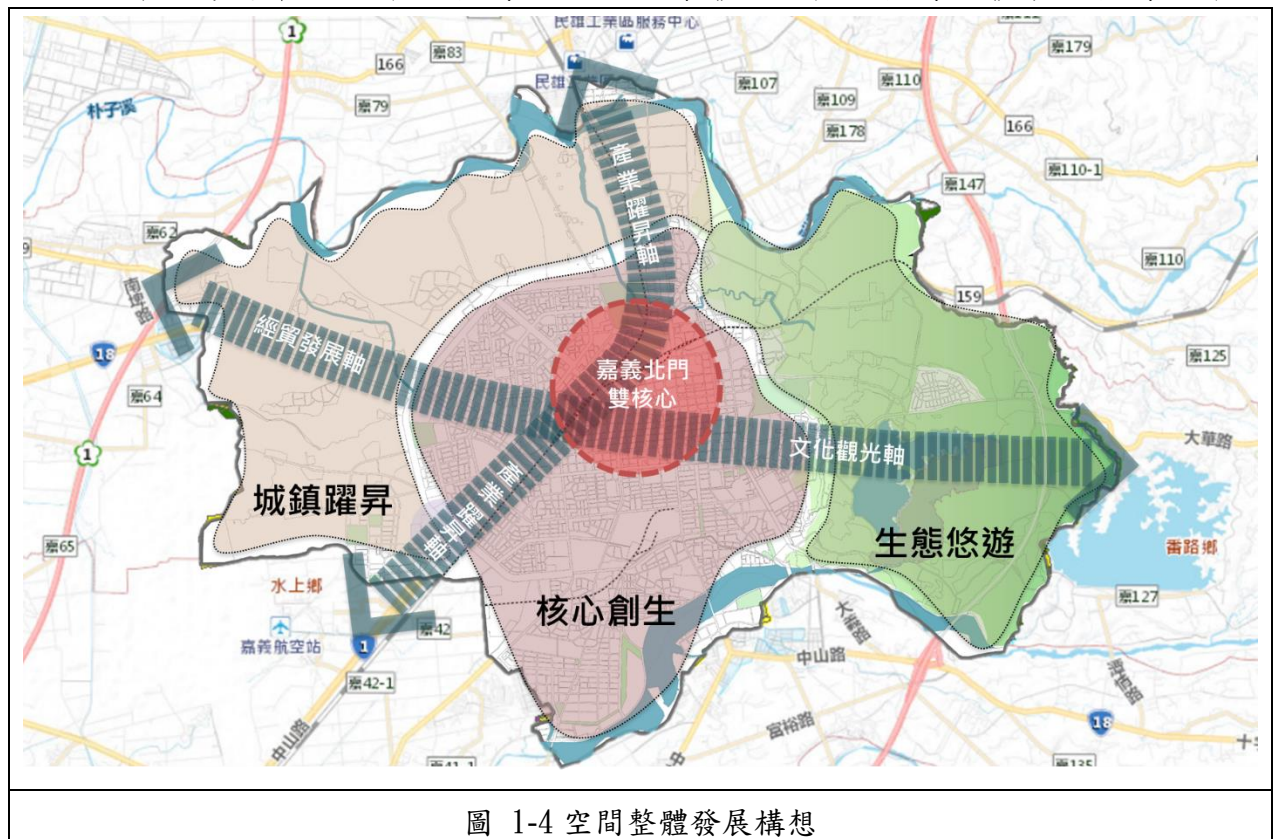 民雄工業區服務中心
1
166
縣83
縣179
民雄工業區
縣107
縣110
縣109
縣79
朴子溪
縣178
166
縣110-1
產業躍昇軸
縣147
縣62
縣110
159
南埤路
18
經貿發展軸
嘉義北門
雙核心
縣125
縣64
大華路
1
文化觀光軸
城鎮躍昇
產業躍昇軸
生態悠遊
縣65
番路鄉
水上鄉
核心創生
縣127
縣42
嘉義航空站
1
中山路
縣42-1
富裕路
18
中山路
縣135
圖 1-4 空間整體發展構想